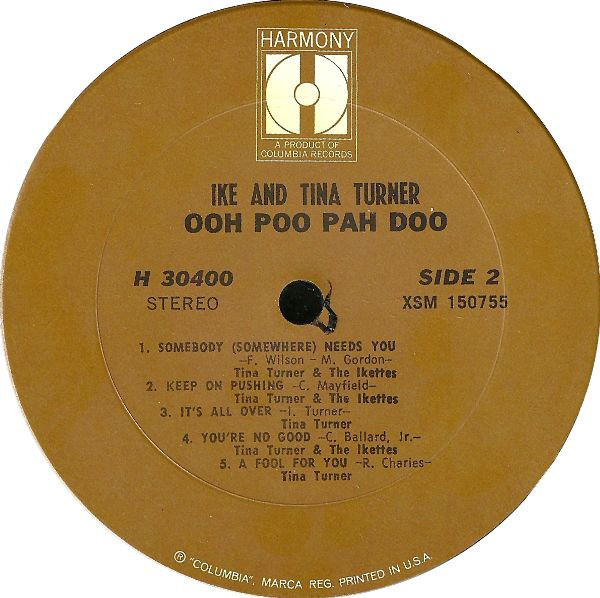 HARMONY
A PRODUCT OF
COLUMBIA RECORDS
IKE AND TINA TURNER
OOH POO PAH DOO
H 30400 SIDE 2
STEREO XSM 150755
1. SOMEBODY (SOMEWHERE) NEEDS YOU
-F. Wilson - M. Gordon-
Tina Turner & The Ikettes
2. KEEP ON PUSHING -C. Mayfield-
Tina Turner & The Ikettes
3. IT'S ALL OVER -I. Turner-
Tina Turner
4. YOU'RE NO GOOD -C. Ballard, Jr.-
Tina Turner & The Ikettes
5. A FOOL FOR YOU -R. Charles-
Tina Turner
Ⓟ "COLUMBIA", MARCA REG. PRINTED IN U.S.A.